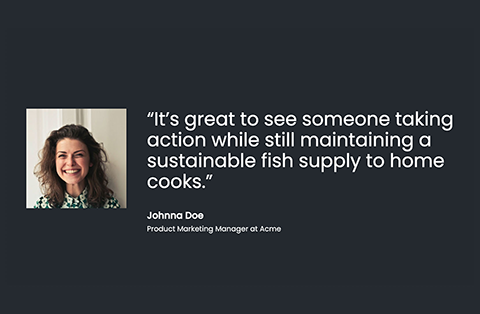 “It’s great to see someone taking
action while still maintaining a
sustainable fish supply to home
cooks.”
Johnna Doe
Product Marketing Manager at Acme